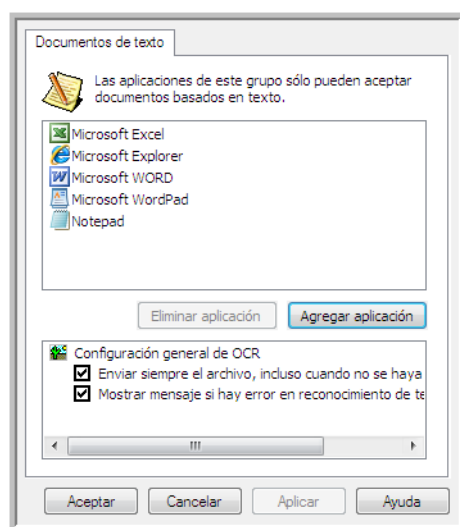 Documentos de texto
Las aplicaciones de este grupo sólo pueden aceptar
documentos basados en texto.
Microsoft Excel
Microsoft Explorer
Microsoft WORD
Microsoft WordPad
Notepad
Eliminar aplicación Agregar aplicación
Configuración general de OCR
Enviar siempre el archivo, incluso cuando no se haya
Mostrar mensaje si hay error en reconocimiento de te
Aceptar Cancelar Aplicar Ayuda